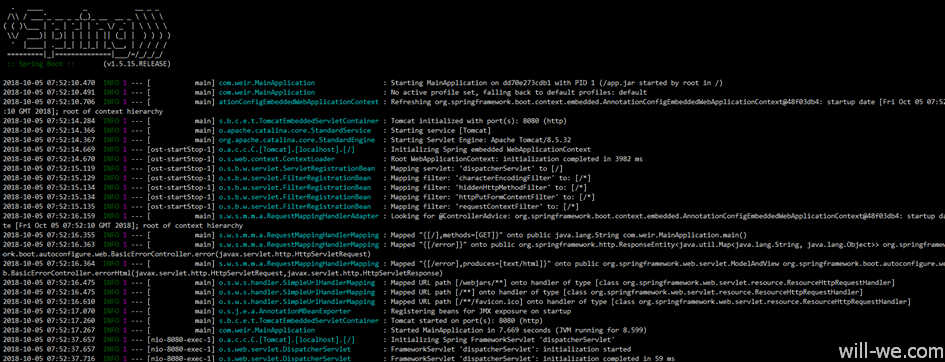 :: Spring Boot ::        (v1.5.15.RELEASE)
2018-10-05 07:52:10.470  INFO 1 --- [           main] com.weir.MainApplication                 : Starting MainApplication on dd70e273cdb1 with PID 1 (/app.jar started by root in /)
2018-10-05 07:52:10.491  INFO 1 --- [           main] com.weir.MainApplication                 : No active profile set, falling back to default profiles: default
2018-10-05 07:52:10.706  INFO 1 --- [           main] ationConfigEmbeddedWebApplicationContext : Refreshing org.springframework.boot.context.embedded.AnnotationConfigEmbeddedWebApplicationContext@48f03db4: startup date [Fri Oct 05 07:52
:10 GMT 2018]; root of context hierarchy
2018-10-05 07:52:14.284  INFO 1 --- [           main] s.b.c.e.t.TomcatEmbeddedServletContainer : Tomcat initialized with port(s): 8080 (http)
2018-10-05 07:52:14.366  INFO 1 --- [           main] o.apache.catalina.core.StandardService   : Starting service [Tomcat]
2018-10-05 07:52:14.367  INFO 1 --- [           main] org.apache.catalina.core.StandardEngine  : Starting Servlet Engine: Apache Tomcat/8.5.32
2018-10-05 07:52:14.669  INFO 1 --- [ost-startStop-1] o.a.c.c.C.[Tomcat].[localhost].[/]       : Initializing Spring embedded WebApplicationContext
2018-10-05 07:52:14.670  INFO 1 --- [ost-startStop-1] o.s.web.context.ContextLoader            : Root WebApplicationContext: initialization completed in 3982 ms
2018-10-05 07:52:15.119  INFO 1 --- [ost-startStop-1] o.s.b.w.servlet.ServletRegistrationBean  : Mapping servlet: 'dispatcherServlet' to [/]
2018-10-05 07:52:15.129  INFO 1 --- [ost-startStop-1] o.s.b.w.servlet.FilterRegistrationBean   : Mapping filter: 'characterEncodingFilter' to: [/*]
2018-10-05 07:52:15.134  INFO 1 --- [ost-startStop-1] o.s.b.w.servlet.FilterRegistrationBean   : Mapping filter: 'hiddenHttpMethodFilter' to: [/*]
2018-10-05 07:52:15.134  INFO 1 --- [ost-startStop-1] o.s.b.w.servlet.FilterRegistrationBean   : Mapping filter: 'httpPutFormContentFilter' to: [/*]
2018-10-05 07:52:15.135  INFO 1 --- [ost-startStop-1] o.s.b.w.servlet.FilterRegistrationBean   : Mapping filter: 'requestContextFilter' to: [/*]
2018-10-05 07:52:16.159  INFO 1 --- [           main] s.w.s.m.m.a.RequestMappingHandlerAdapter : Looking for @ControllerAdvice: org.springframework.boot.context.embedded.AnnotationConfigEmbeddedWebApplicationContext@48f03db4: startup da
te [Fri Oct 05 07:52:10 GMT 2018]; root of context hierarchy
2018-10-05 07:52:16.355  INFO 1 --- [           main] s.w.s.m.m.a.RequestMappingHandlerMapping : Mapped "{[/],methods=[GET]}" onto public java.lang.String com.weir.MainApplication.main()
2018-10-05 07:52:16.363  INFO 1 --- [           main] s.w.s.m.m.a.RequestMappingHandlerMapping : Mapped "{[/error]}" onto public org.springframework.http.ResponseEntity<java.util.Map<java.lang.String, java.lang.Object>> org.springframew
ork.boot.autoconfigure.web.BasicErrorController.error(javax.servlet.http.HttpServletRequest)
2018-10-05 07:52:16.364  INFO 1 --- [           main] s.w.s.m.m.a.RequestMappingHandlerMapping : Mapped "{[/error],produces=[text/html]}" onto public org.springframework.web.servlet.ModelAndView org.springframework.boot.autoconfigure.we
b.BasicErrorController.errorHtml(javax.servlet.http.HttpServletRequest,javax.servlet.http.HttpServletResponse)
2018-10-05 07:52:16.475  INFO 1 --- [           main] o.s.w.s.handler.SimpleUrlHandlerMapping  : Mapped URL path [/webjars/**] onto handler of type [class org.springframework.web.servlet.resource.ResourceHttpRequestHandler]
2018-10-05 07:52:16.475  INFO 1 --- [           main] o.s.w.s.handler.SimpleUrlHandlerMapping  : Mapped URL path [/**] onto handler of type [class org.springframework.web.servlet.resource.ResourceHttpRequestHandler]
2018-10-05 07:52:16.610  INFO 1 --- [           main] o.s.w.s.handler.SimpleUrlHandlerMapping  : Mapped URL path [/**/favicon.ico] onto handler of type [class org.springframework.web.servlet.resource.ResourceHttpRequestHandler]
2018-10-05 07:52:17.070  INFO 1 --- [           main] o.s.j.e.a.AnnotationMBeanExporter        : Registering beans for JMX exposure on startup
2018-10-05 07:52:17.260  INFO 1 --- [           main] s.b.c.e.t.TomcatEmbeddedServletContainer : Tomcat started on port(s): 8080 (http)
2018-10-05 07:52:17.267  INFO 1 --- [           main] com.weir.MainApplication                 : Started MainApplication in 7.669 seconds (JVM running for 8.599)
2018-10-05 07:52:37.657  INFO 1 --- [nio-8080-exec-1] o.a.c.c.C.[Tomcat].[localhost].[/]       : Initializing Spring FrameworkServlet 'dispatcherServlet'
2018-10-05 07:52:37.657  INFO 1 --- [nio-8080-exec-1] o.s.web.servlet.DispatcherServlet        : FrameworkServlet 'dispatcherServlet': initialization started
2018-10-05 07:52:37.716  INFO 1 --- [nio-8080-exec-1] o.s.web.servlet.DispatcherServlet        : FrameworkServlet 'dispatcherServlet': initialization completed in 59 ms
will-we.com